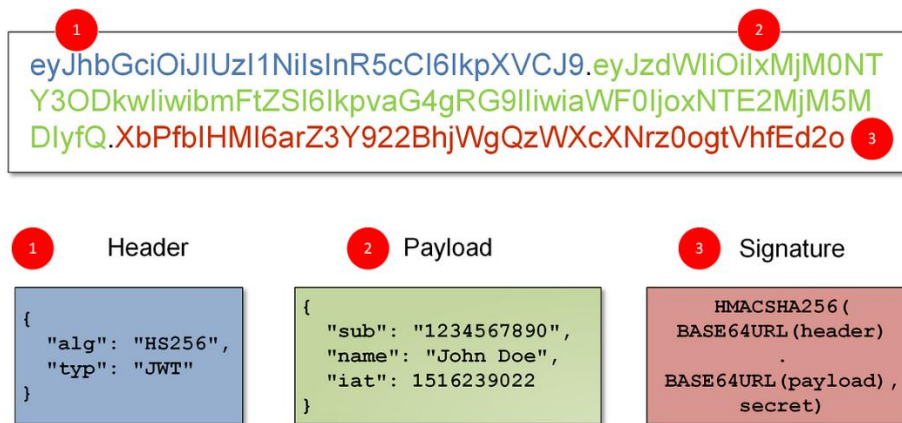 1
2
eyJhbGciOiJIUzI1NiIsInR5cCI6IkpXVCJ9.eyJzdWIiOiIxMjM0NT
Y3ODkwIiwibmFtZSI6IkpvaG4gRG9lIiwiaWF0IjoxNTE2MjM5M
DIyfQ.XbPfbIHMI6arZ3Y922BhjWgQzWXcXNrz0ogtVhfEd2o
3
1 Header
2 Payload
3 Signature
{
"alg": "HS256",
"typ": "JWT"
}
{
"sub": "1234567890",
"name": "John Doe",
"iat": 1516239022
}
HMACSHA256(
BASE64URL(header)
.
BASE64URL(payload),
secret)